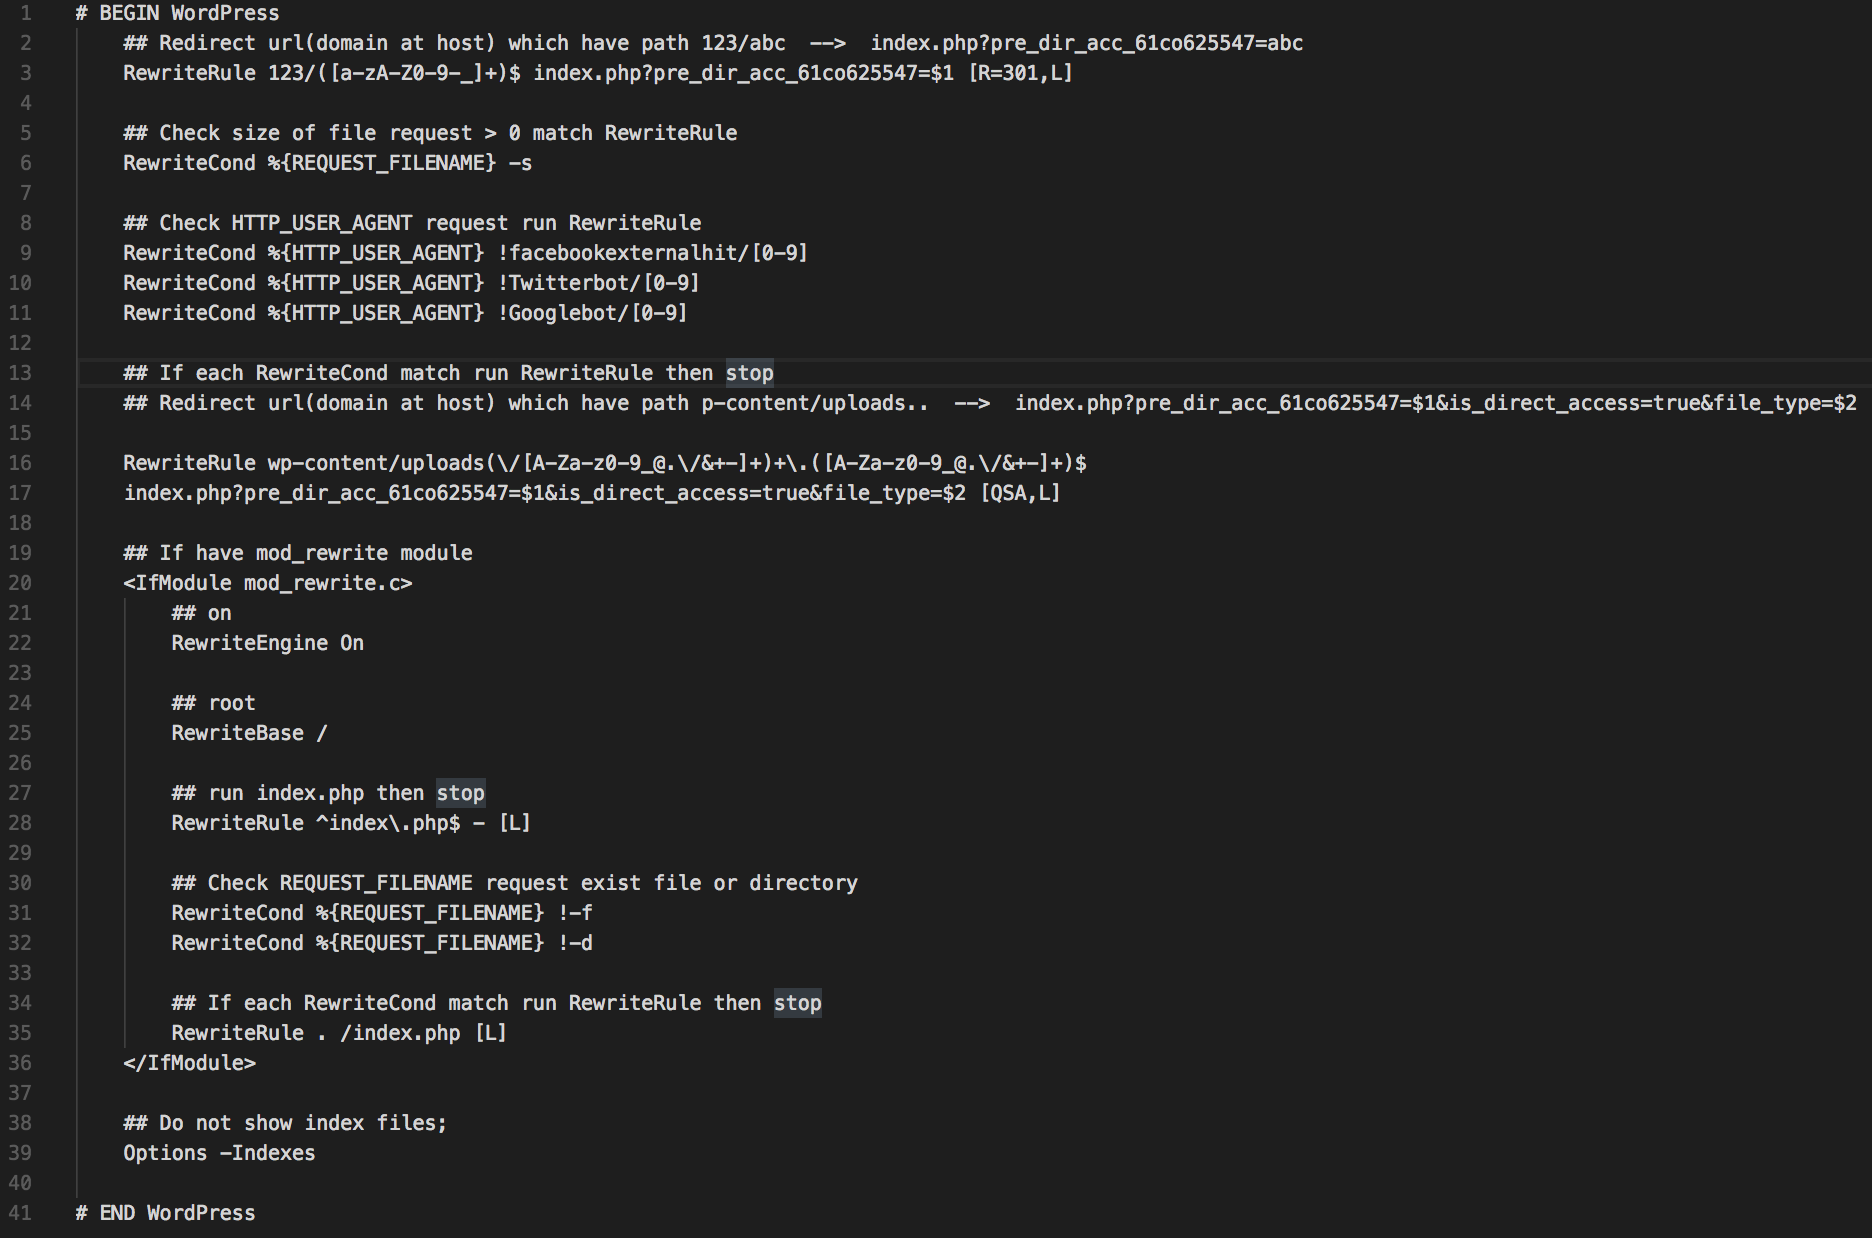 1 # BEGIN WordPress
2 ## Redirect url(domain at host) which have path 123/abc --> index.php?pre_dir_acc_61co625547=abc
3 RewriteRule 123/([a-zA-Z0-9-_]+)$ index.php?pre_dir_acc_61co625547=$1 [R=301,L]
4
5 ## Check size of file request > 0 match RewriteRule
6 RewriteCond %{REQUEST_FILENAME} -s
7
8 ## Check HTTP_USER_AGENT request run RewriteRule
9 RewriteCond %{HTTP_USER_AGENT} !facebookexternalhit/[0-9]
10 RewriteCond %{HTTP_USER_AGENT} !Twitterbot/[0-9]
11 RewriteCond %{HTTP_USER_AGENT} !Googlebot/[0-9]
12
13 ## If each RewriteCond match run RewriteRule then stop
14 ## Redirect url(domain at host) which have path p-content/uploads.. --> index.php?pre_dir_acc_61co625547=$1&is_direct_access=true&file_type=$2
15
16 RewriteRule wp-content/uploads(\/[A-Za-z0-9_@.\/&+-]+)+\.([A-Za-z0-9_@.\/&+-]+)$
17 index.php?pre_dir_acc_61co625547=$1&is_direct_access=true&file_type=$2 [QSA,L]
18
19 ## If have mod_rewrite module
20 <IfModule mod_rewrite.c>
21 ## on
22 RewriteEngine On
23
24 ## root
25 RewriteBase /
26
27 ## run index.php then stop
28 RewriteRule ^index\.php$ - [L]
29
30 ## Check REQUEST_FILENAME request exist file or directory
31 RewriteCond %{REQUEST_FILENAME} !-f
32 RewriteCond %{REQUEST_FILENAME} !-d
33
34 ## If each RewriteCond match run RewriteRule then stop
35 RewriteRule . /index.php [L]
36 </IfModule>
37
38 ## Do not show index files;
39 Options -Indexes
40
41 # END WordPress